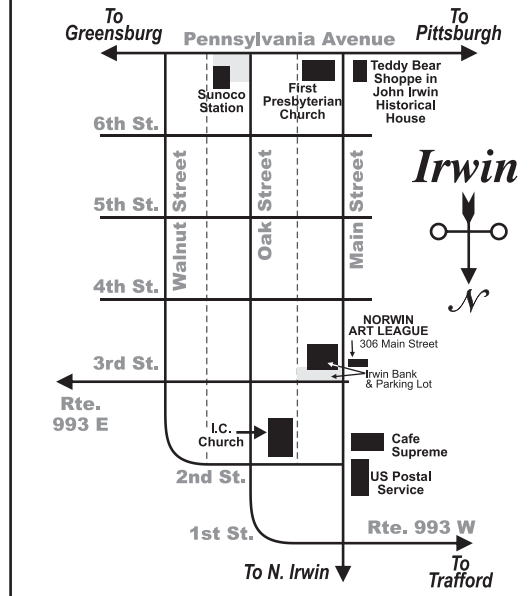 To
Greensburg
Pennsylvania Avenue
To
Pittsburgh
Sunoco
Station
First
Presbyterian
Church
Teddy Bear
Shoppe in
John Irwin
Historical
House
6th St.
Walnut Street
Oak Street
Main Street
Irwin
5th St.
4th St.
N
NORWIN
ART LEAGUE
306 Main Street
3rd St.
Irwin Bank
& Parking Lot
Rte.
993 E
I.C.
Church
Cafe
Supreme
2nd St.
US Postal
Service
1st St.
Rte. 993 W
To N. Irwin
To
Trafford